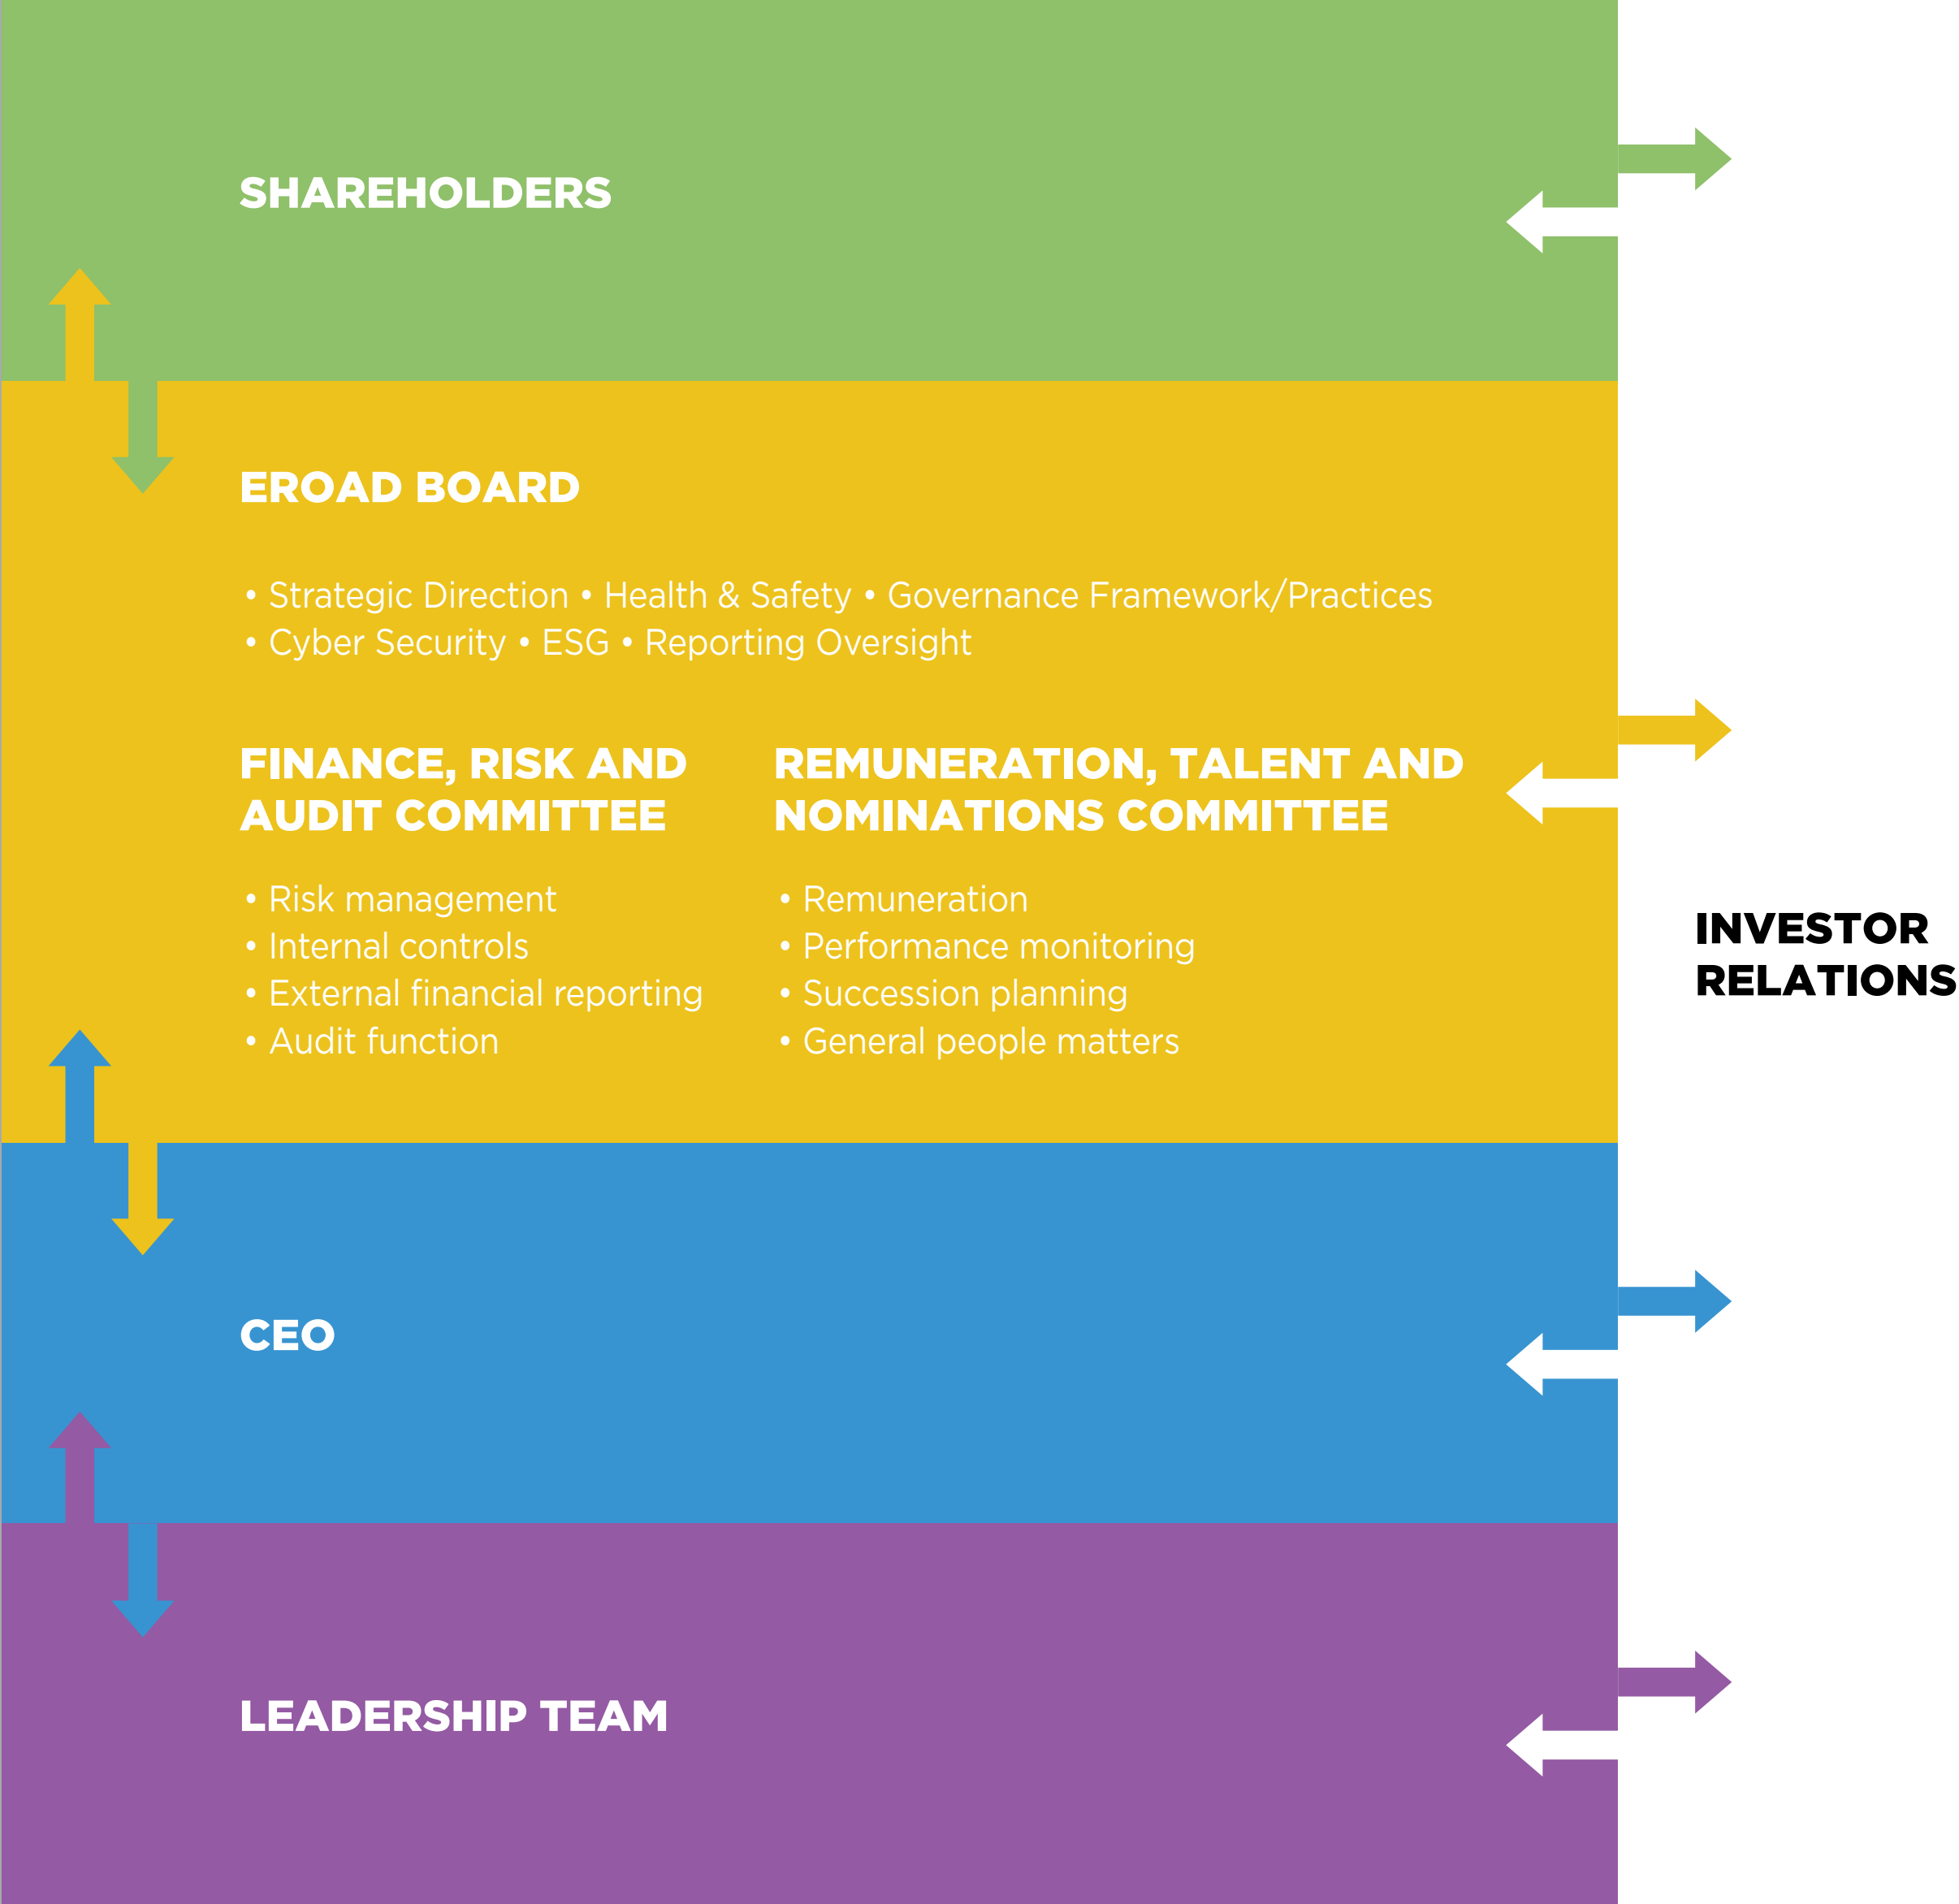 SHAREHOLDERS
EROAD BOARD
• Strategic Direction • Health & Safety • Governance Framework/Practices
• Cyber Security • ESG • Reporting Oversight
FINANCE, RISK AND
AUDIT COMMITTEE
• Risk management
• Internal controls
• External financial reporting
• Audit function
REMUNERATION, TALENT AND
NOMINATIONS COMMITTEE
• Remuneration
• Performance monitoring
• Succession planning
• General people matters
INVESTOR
RELATIONS
CEO
LEADERSHIP TEAM